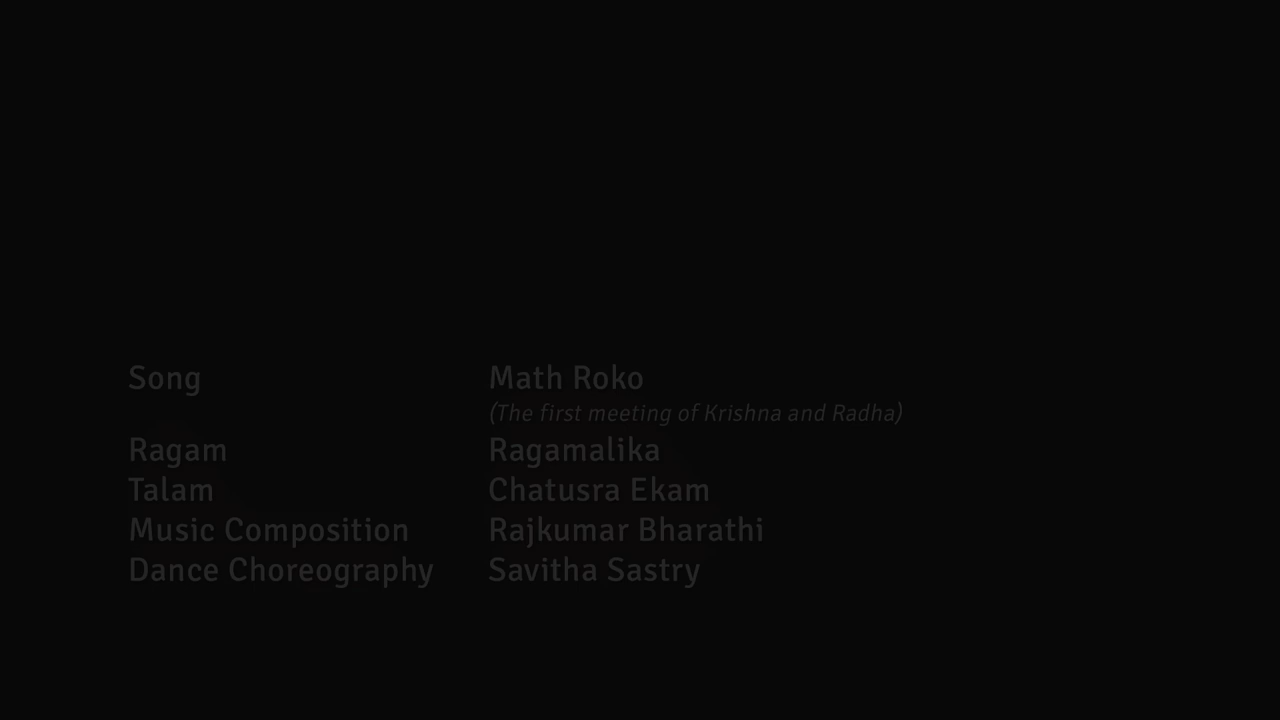 Song Math Roko
(The first meeting of Krishna and Radha)
Ragam Ragamalika
Talam Chatusra Ekam
Music Composition Rajkumar Bharathi
Dance Choreography Savitha Sastry